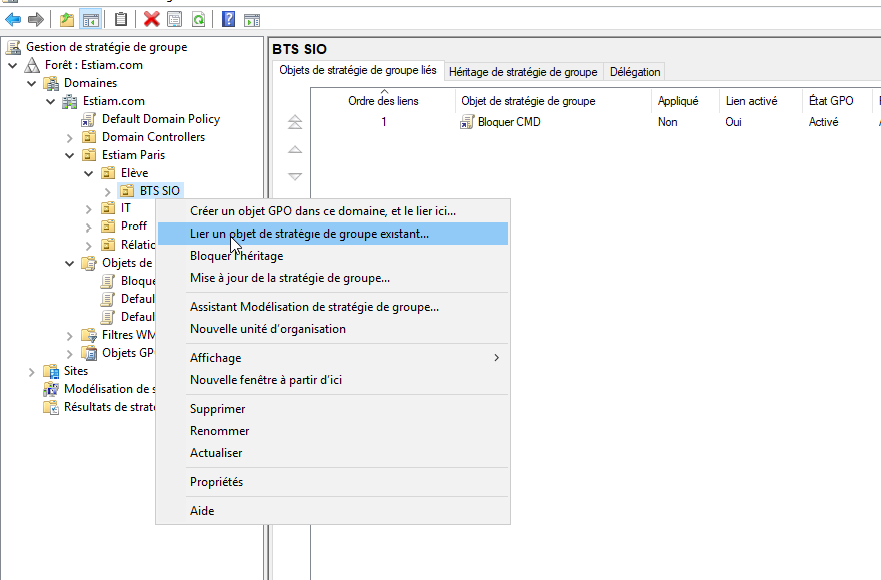 Gestion de stratégie de groupe
Forêt : Estiam.com
Domaines
Estiam.com
Default Domain Policy
Domain Controllers
Estiam Paris
Elève
BTS SIO
IT
Proff
Rélatio
Objets de
Bloque
Defaul
Defaul
Filtres WM
Objets GP
Sites
Modélisation de s
Résultats de strat
BTS SIO
Objets de stratégie de groupe liés
Héritage de stratégie de groupe
Délégation
Ordre des liens
Objet de stratégie de groupe
Appliqué
Lien activé
État GPO
1
Bloquer CMD
Non
Oui
Activé
Créer un objet GPO dans ce domaine, et le lier ici...
Lier un objet de stratégie de groupe existant...
Bloquer l'héritage
Mise à jour de la stratégie de groupe...
Assistant Modélisation de stratégie de groupe...
Nouvelle unité d'organisation
Affichage
Nouvelle fenêtre à partir d'ici
Supprimer
Renommer
Actualiser
Propriétés
Aide